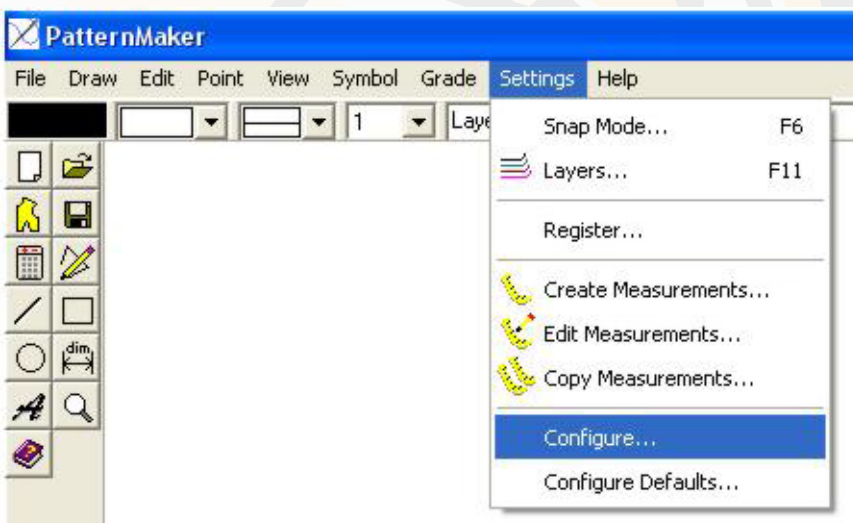 PatternMaker
File Draw Edit Point View Symbol Grade Settings Help
1
Laye
Snap Mode... F6
Layers... F11
Register...
Create Measurements...
Edit Measurements...
Copy Measurements...
Configure...
Configure Defaults...
dim
A